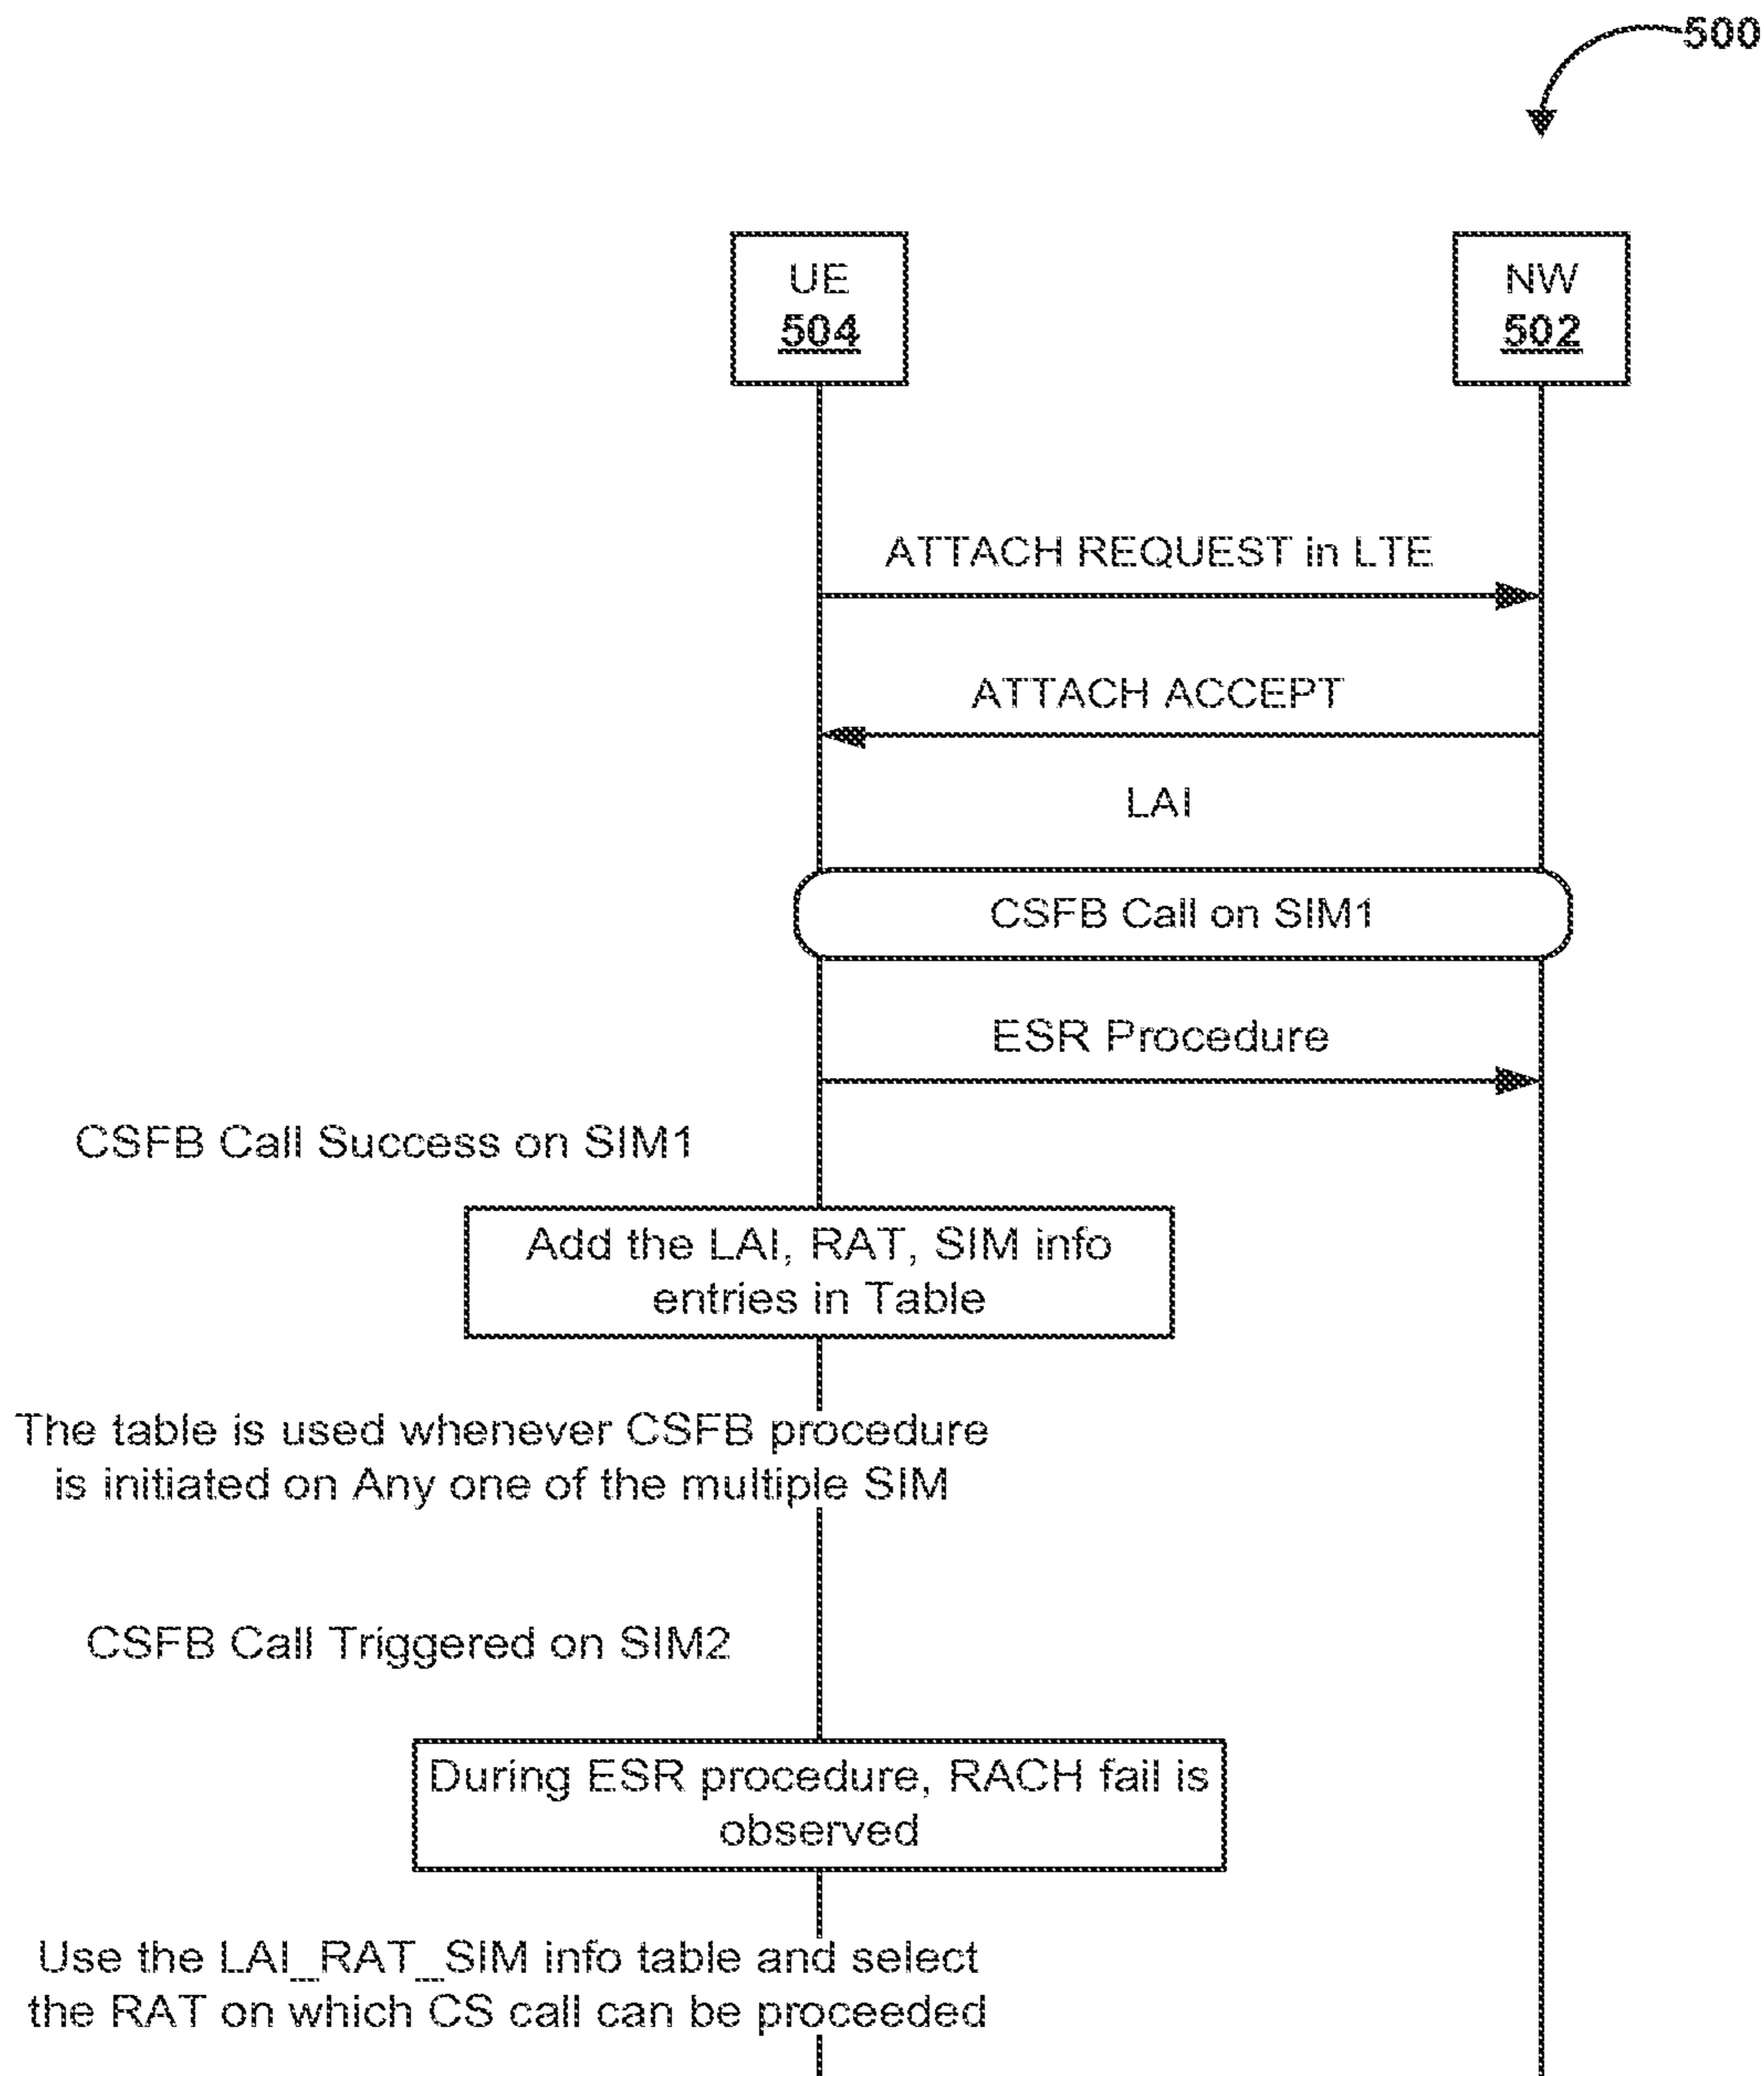 500
UE
504
NW
502
ATTACH REQUEST in LTE
ATTACH ACCEPT
LAI
CSFB Call on SIM1
ESR Procedure
CSFB Call Success on SIM1
Add the LAI, RAT, SIM info
entries in Table
The table is used whenever CSFB procedure
is initiated on Any one of the multiple SIM
CSFB Call Triggered on SIM2
During ESR procedure, RACH fail is
observed
Use the LAI_RAT_SIM info table and select
the RAT on which CS call can be proceeded